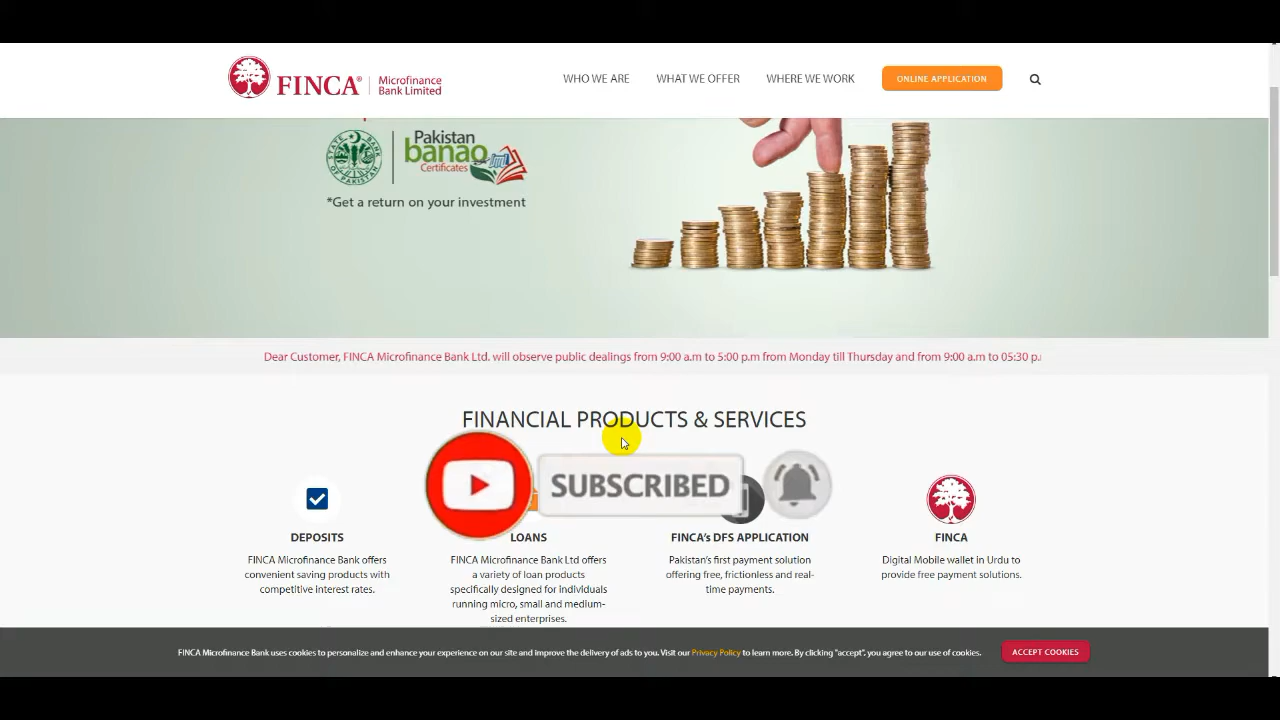 FINCA® Microfinance
Bank Limited
WHO WE ARE
WHAT WE OFFER
WHERE WE WORK
ONLINE APPLICATION
Pakistan
banao
Certificates
*Get a return on your investment
Dear Customer, FINCA Microfinance Bank Ltd. will observe public dealings from 9:00 a.m to 5:00 p.m from Monday till Thursday and from 9:00 a.m to 05:30 p.
FINANCIAL PRODUCTS & SERVICES
SUBSCRIBED
DEPOSITS
FINCA Microfinance Bank offers
convenient saving products with
competitive interest rates.
LOANS
FINCA Microfinance Bank Ltd offers
a variety of loan products
specifically designed for individuals
running micro, small and medium-
sized enterprises.
FINCA's DFS APPLICATION
Pakistan's first payment solution
offering free, frictionless and real-
time payments.
FINCA
Digital Mobile wallet in Urdu to
provide free payment solutions.
FINCA Microfinance Bank uses cookies to personalize and enhance your experience on our site and improve the delivery of ads to you. Visit our Privacy Policy to learn more. By clicking "accept", you agree to our use of cookies.
ACCEPT COOKIES